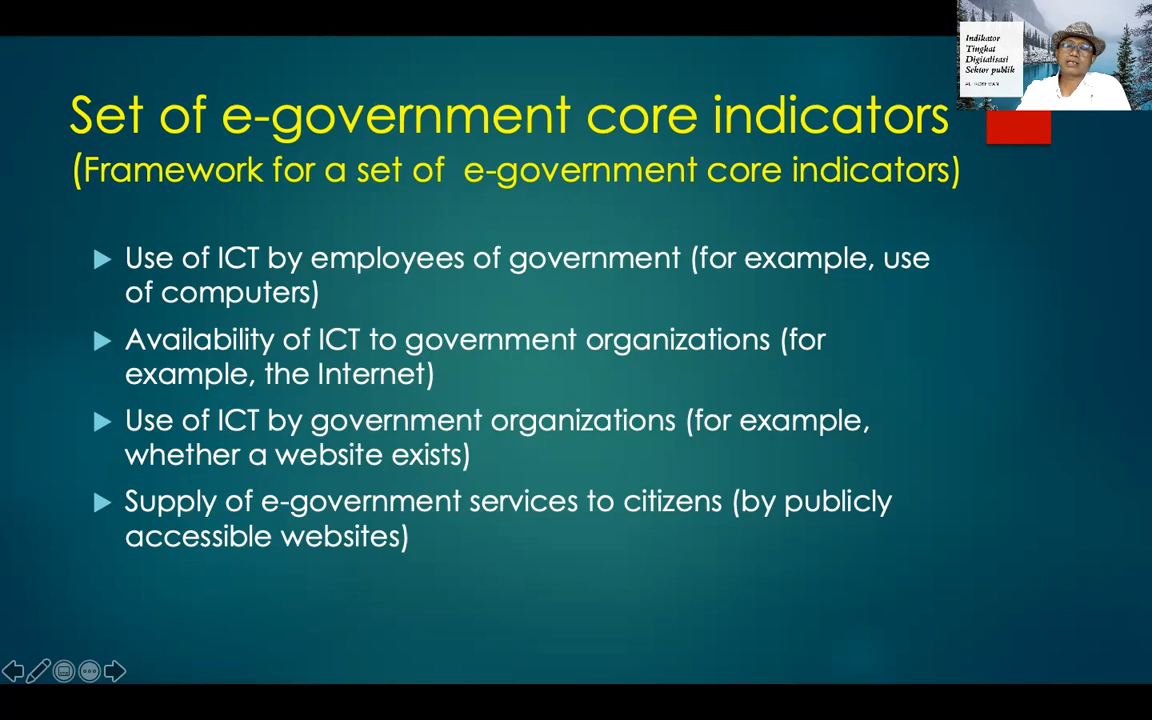 Set of e-government core indicators
(Framework for a set of e-government core indicators)
Indikator
Tingkat
Digitalisasi
Sektor publik
Use of ICT by employees of government (for example, use
of computers)
Availability of ICT to government organizations (for
example, the Internet)
Use of ICT by government organizations (for example,
whether a website exists)
Supply of e-government services to citizens (by publicly
accessible websites)